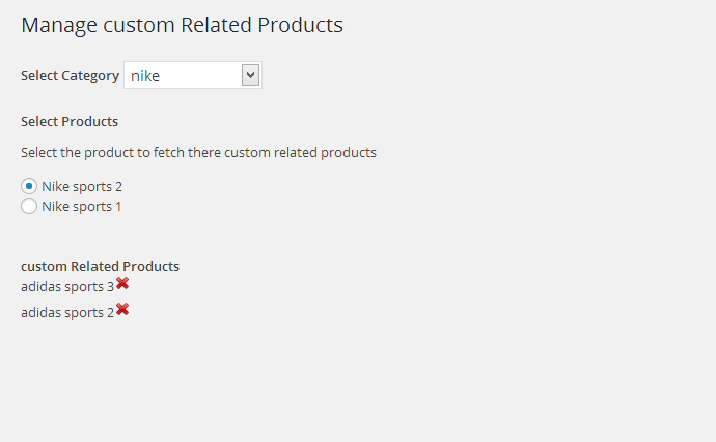 Manage custom Related Products
Select Category nike
Select Products
Select the product to fetch there custom related products
Nike sports 2
Nike sports 1
custom Related Products
adidas sports 3
adidas sports 2